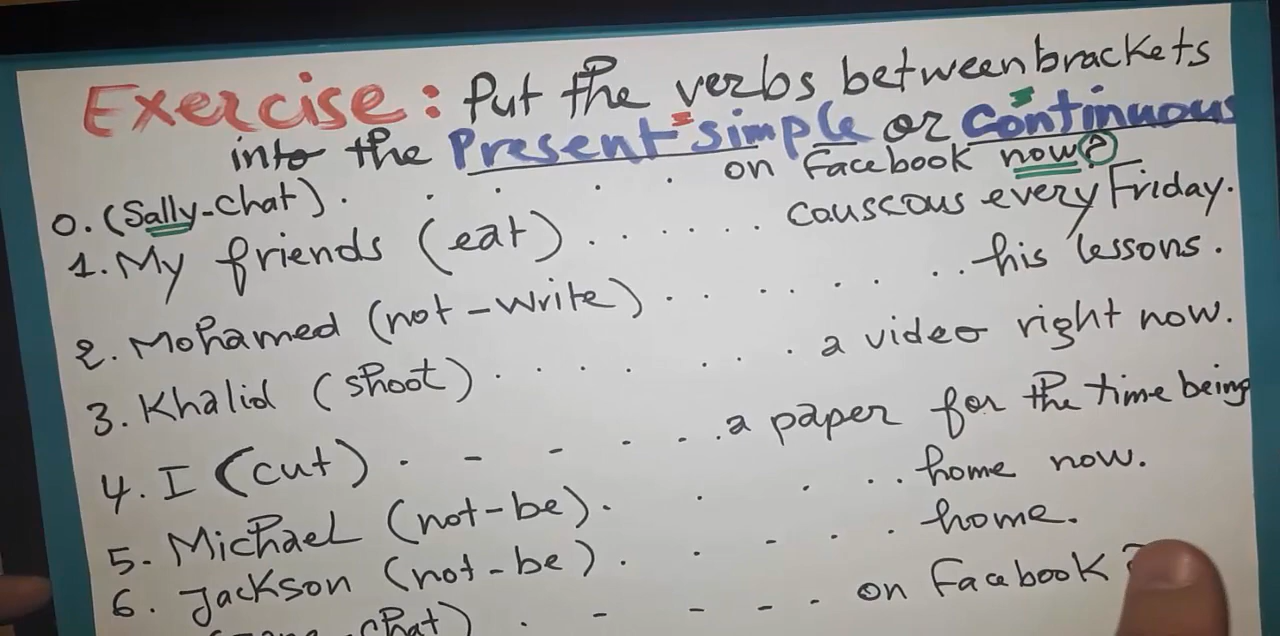 Exercise: Put the verbs between brackets
into the Present simple or continuous
0. (Sally-chat). . . . . . on Facebook now?
1. My friends (eat) . . . . . . . causcous every Friday.
2. Mohamed (not-write) . . . . . . . . his lessons.
3. Khalid (shoot) . . . . . . . . a video right now.
4. I (cut) . - - - . . a paper for the time being
5. Michael (not-be) . . . . . home now.
6. Jackson (not-be) . . - . . home.
chat) . - - - . on Facebook?